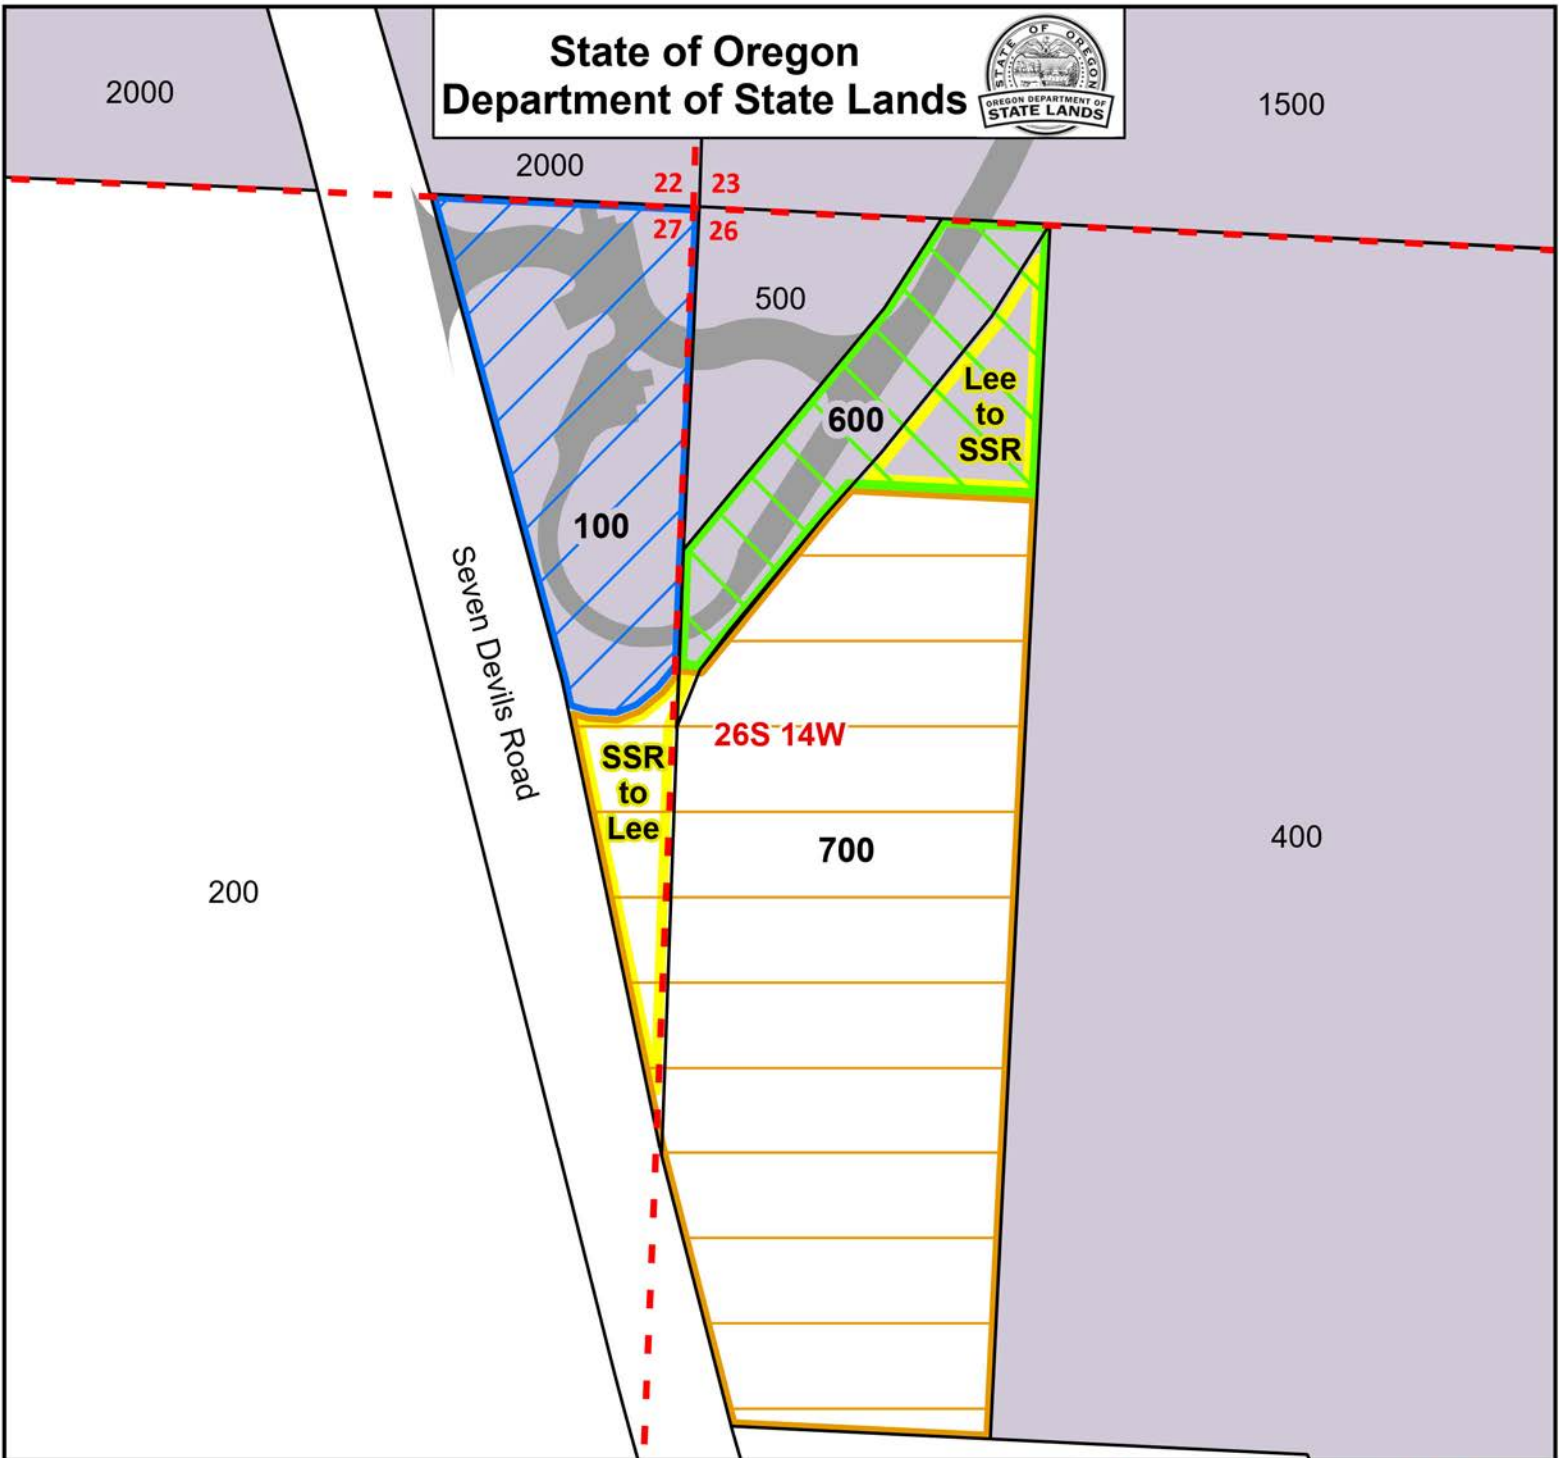 State of Oregon
Department of State Lands
STATE OF OREGON
OREGON DEPARTMENT OF
STATE LANDS
2000
1500
2000
22
23
27
26
500
Lee
to
SSR
600
100
Seven Devils Road
26S 14W
SSR
to
Lee
700
400
200